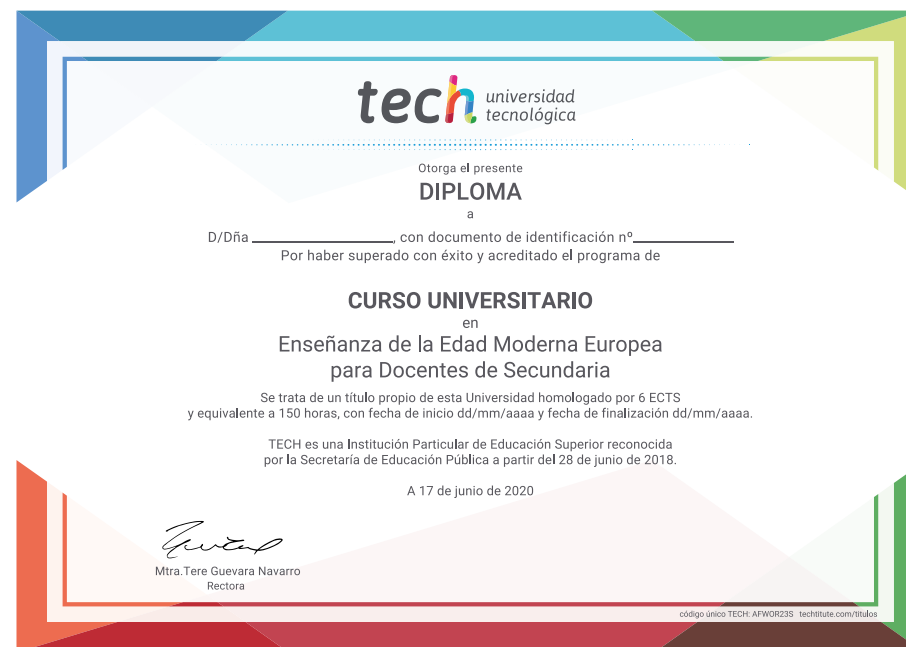 tech universidad
tecnológica
Otorga el presente
DIPLOMA
a
D/Dña ____________________, con documento de identificación nº______________
Por haber superado con éxito y acreditado el programa de
CURSO UNIVERSITARIO
en
Enseñanza de la Edad Moderna Europea
para Docentes de Secundaria
Se trata de un título propio de esta Universidad homologado por 6 ECTS
y equivalente a 150 horas, con fecha de inicio dd/mm/aaaa y fecha de finalización dd/mm/aaaa.
TECH es una Institución Particular de Educación Superior reconocida
por la Secretaría de Educación Pública a partir del 28 de junio de 2018.
A 17 de junio de 2020
Mtra.Tere Guevara Navarro
Rectora
código único TECH: AFWOR23S techtitute.com/titulos